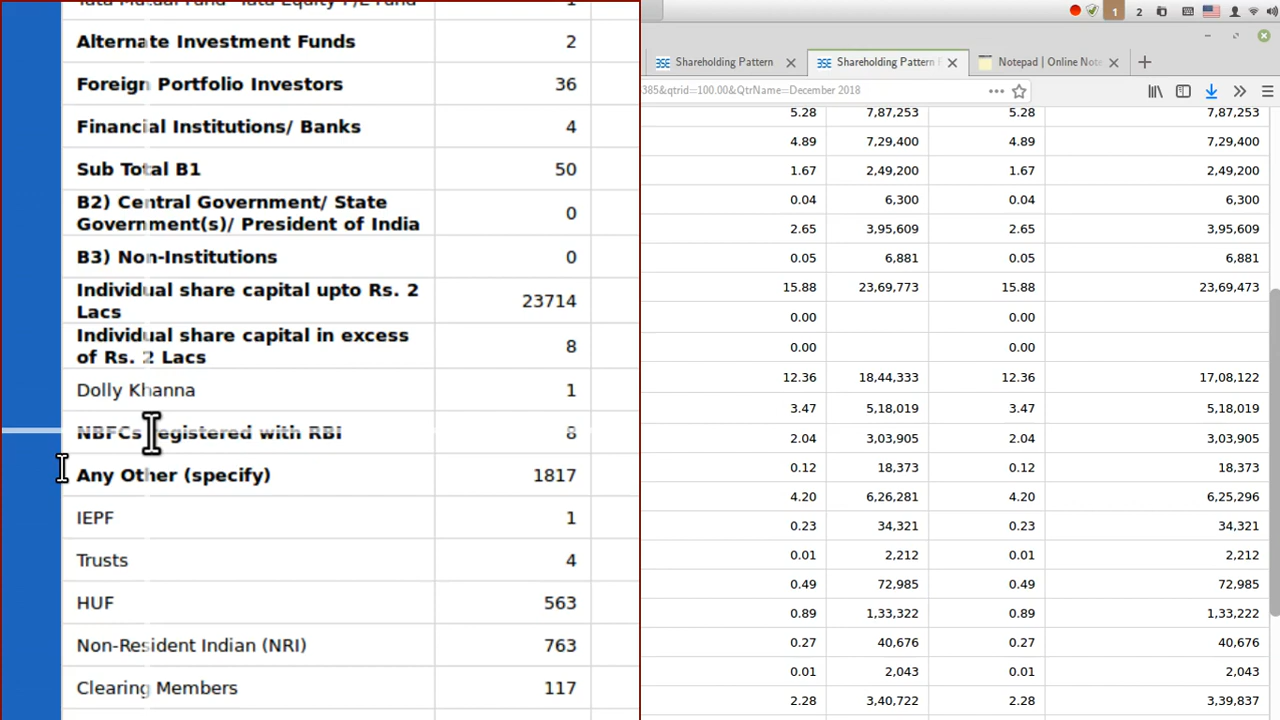 Tata Mutual Fund- Tata Equity P/E Fund 1
Alternate Investment Funds 2
Foreign Portfolio Investors 36
Financial Institutions/ Banks 4
Sub Total B1 50
B2) Central Government/ State
Government(s)/ President of India 0
B3) Non-Institutions 0
Individual share capital upto Rs. 2
Lacs 23714
Individual share capital in excess
of Rs. 2 Lacs 8
Dolly Khanna 1
NBFCs registered with RBI 8
Any Other (specify) 1817
IEPF 1
Trusts 4
HUF 563
Non-Resident Indian (NRI) 763
Clearing Members 117
1 2
Shareholding Pattern Shareholding Pattern Notepad | Online Note
385&qtrid=100.00&QtrName=December 2018
5.28 7,87,253 5.28 7,87,253
4.89 7,29,400 4.89 7,29,400
1.67 2,49,200 1.67 2,49,200
0.04 6,300 0.04 6,300
2.65 3,95,609 2.65 3,95,609
0.05 6,881 0.05 6,881
15.88 23,69,773 15.88 23,69,473
0.00 0.00
0.00 0.00
12.36 18,44,333 12.36 17,08,122
3.47 5,18,019 3.47 5,18,019
2.04 3,03,905 2.04 3,03,905
0.12 18,373 0.12 18,373
4.20 6,26,281 4.20 6,25,296
0.23 34,321 0.23 34,321
0.01 2,212 0.01 2,212
0.49 72,985 0.49 72,985
0.89 1,33,322 0.89 1,33,222
0.27 40,676 0.27 40,676
0.01 2,043 0.01 2,043
2.28 3,40,722 2.28 3,39,837